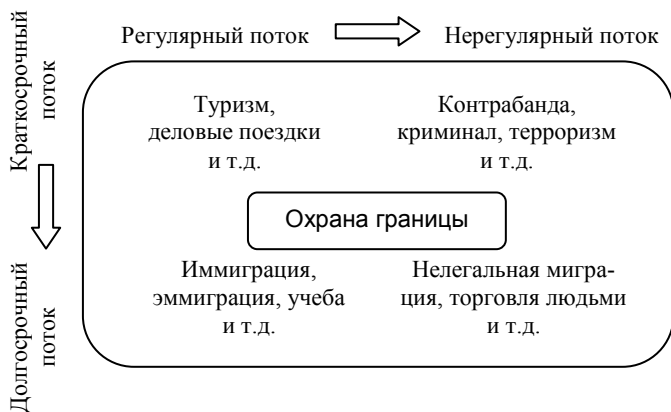 Регулярный поток
Нерегулярный поток
Краткосрочный
поток
Туризм,
деловые поездки
и т.д.
Контрабанда,
криминал, терроризм
и т.д.
Охрана границы
Долгосрочный
поток
Иммиграция,
эммиграция, учеба
и т.д.
Нелегальная мигра-
ция, торговля людьми
и т.д.